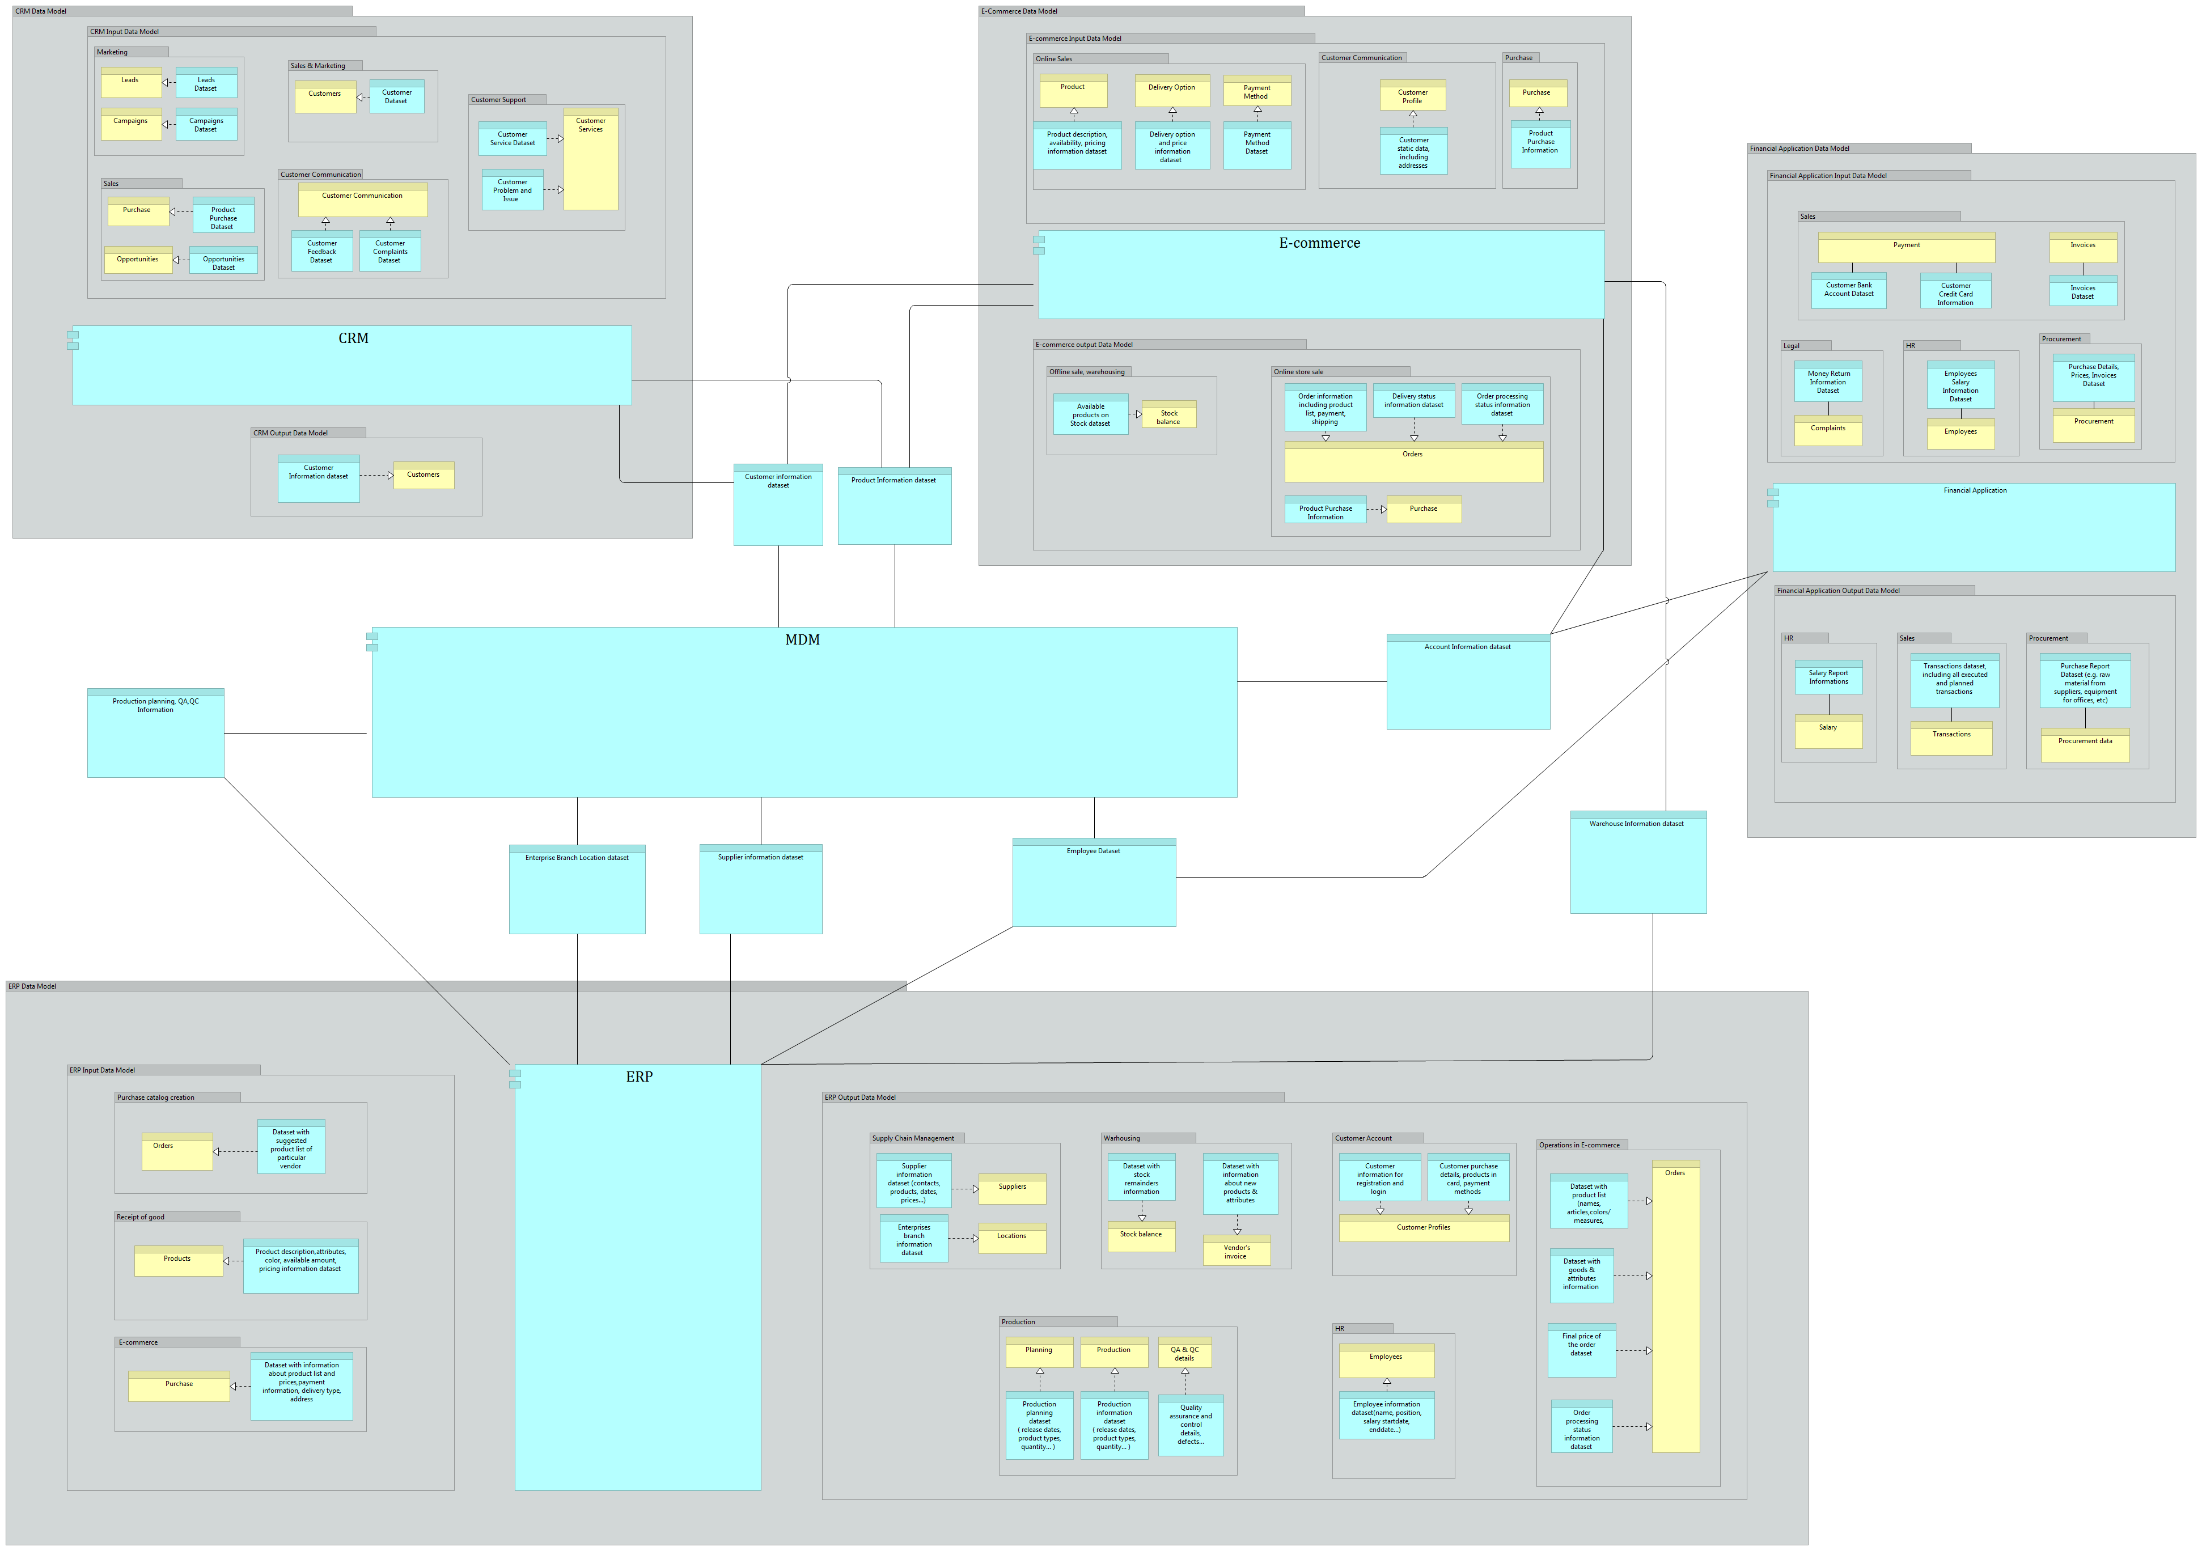 CRM Data Model
CRM Input Data Model
Marketing
Leads
Leads
Dataset
Campaigns
Campaigns
Dataset
Sales & Marketing
Customers
Customer
Dataset
Customer Support
Customer
Service Dataset
Customer
Services
Customer
Problem and
Issue
Sales
Purchase
Product
Purchase
Dataset
Opportunities
Opportunities
Dataset
Customer Communication
Customer Communication
Customer
Feedback
Dataset
Customer
Complaints
Dataset
CRM
CRM Output Data Model
Customer
Information dataset
Customers
E-Commerce Data Model
E-commerce Input Data Model
Online Sales
Product
Delivery Option
Payment
Method
Product description,
availability, pricing
information dataset
Delivery option
and price
information
dataset
Payment
Method
Dataset
Customer Communication
Customer
Profile
Customer
static data,
including
addresses
Purchase
Purchase
Product
Purchase
Information
E-commerce
E-commerce output Data Model
Offline sale, warehousing
Available
products on
Stock dataset
Stock
balance
Online store sale
Order information
including product
list, payment,
shipping
Delivery status
information dataset
Order processing
status information
dataset
Orders
Product Purchase
Information
Purchase
Financial Application Data Model
Financial Application Input Data Model
Sales
Payment
Invoices
Customer Bank
Account Dataset
Customer
Credit Card
Information
Invoices
Dataset
Legal
Money Return
Information
Dataset
Complaints
HR
Employees
Salary
Information
Dataset
Employees
Procurement
Purchase Details,
Prices, Invoices
Dataset
Procurement
Financial Application
Financial Application Output Data Model
HR
Salary Report
Informations
Salary
Sales
Transactions dataset,
including all executed
and planned
transactions
Transactions
Procurement
Purchase Report
Dataset (e.g. raw
material from
suppliers, equipment
for offices, etc)
Procurement data
Customer information
dataset
Product Information dataset
MDM
Account Information dataset
Production planning, QA,QC
Information
Enterprise Branch Location dataset
Supplier information dataset
Employee Dataset
Warehouse Information dataset
ERP Data Model
ERP Input Data Model
Purchase catalog creation
Orders
Dataset with
suggested
product list of
particular
vendor
Receipt of good
Products
Product description,attributes,
color, available amount,
pricing information dataset
E-commerce
Purchase
Dataset with information
about product list and
prices,payment
information, delivery type,
address
ERP
ERP Output Data Model
Supply Chain Management
Supplier
information
dataset (contacts,
products, dates,
prices...)
Suppliers
Enterprises
branch
information
dataset
Locations
Warhousing
Dataset with
stock
remainders
information
Stock balance
Dataset with
information
about new
products &
attributes
Vendor's
invoice
Customer Account
Customer
information for
registration and
login
Customer purchase
details, products in
card, payment
methods
Customer Profiles
Operations in E-commerce
Dataset with
product list
(names,
articles,colors/
measures,
Dataset with
goods &
attributes
information
Final price of
the order
dataset
Order
processing
status
information
dataset
Orders
Production
Planning
Production
QA & QC
details
Production
planning
dataset
( release dates,
product types,
quantity... )
Production
information
dataset
( release dates,
product types,
quantity... )
Quality
assurance and
control
details,
defects...
HR
Employees
Employee information
dataset(name, position,
salary startdate,
enddate...)